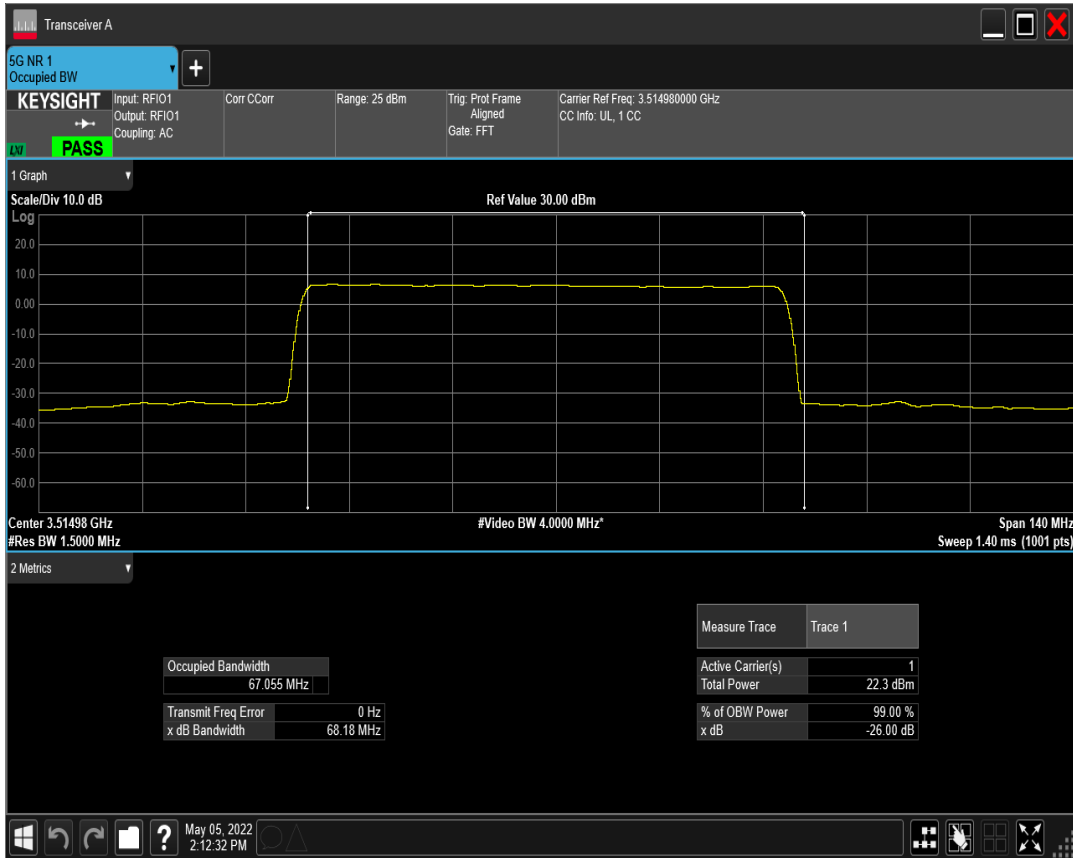 Transceiver A
5G NR 1
Occupied BW
KEYSIGHT
LXI
PASS
Input: RFIO1
Output: RFIO1
Coupling: AC
Corr CCorr
Range: 25 dBm
Trig: Prot Frame
Aligned
Gate: FFT
Carrier Ref Freq: 3.514980000 GHz
CC Info: UL, 1 CC
1 Graph
Scale/Div 10.0 dB
Ref Value 30.00 dBm
Log
20.0
10.0
0.00
-10.0
-20.0
-30.0
-40.0
-50.0
-60.0
Center 3.51498 GHz
#Video BW 4.0000 MHz*
Span 140 MHz
#Res BW 1.5000 MHz
Sweep 1.40 ms (1001 pts)
2 Metrics
Measure Trace Trace 1
Occupied Bandwidth
67.055 MHz
Active Carrier(s) 1
Total Power 22.3 dBm
Transmit Freq Error 0 Hz
x dB Bandwidth 68.18 MHz
% of OBW Power 99.00 %
x dB -26.00 dB
May 05, 2022
2:12:32 PM